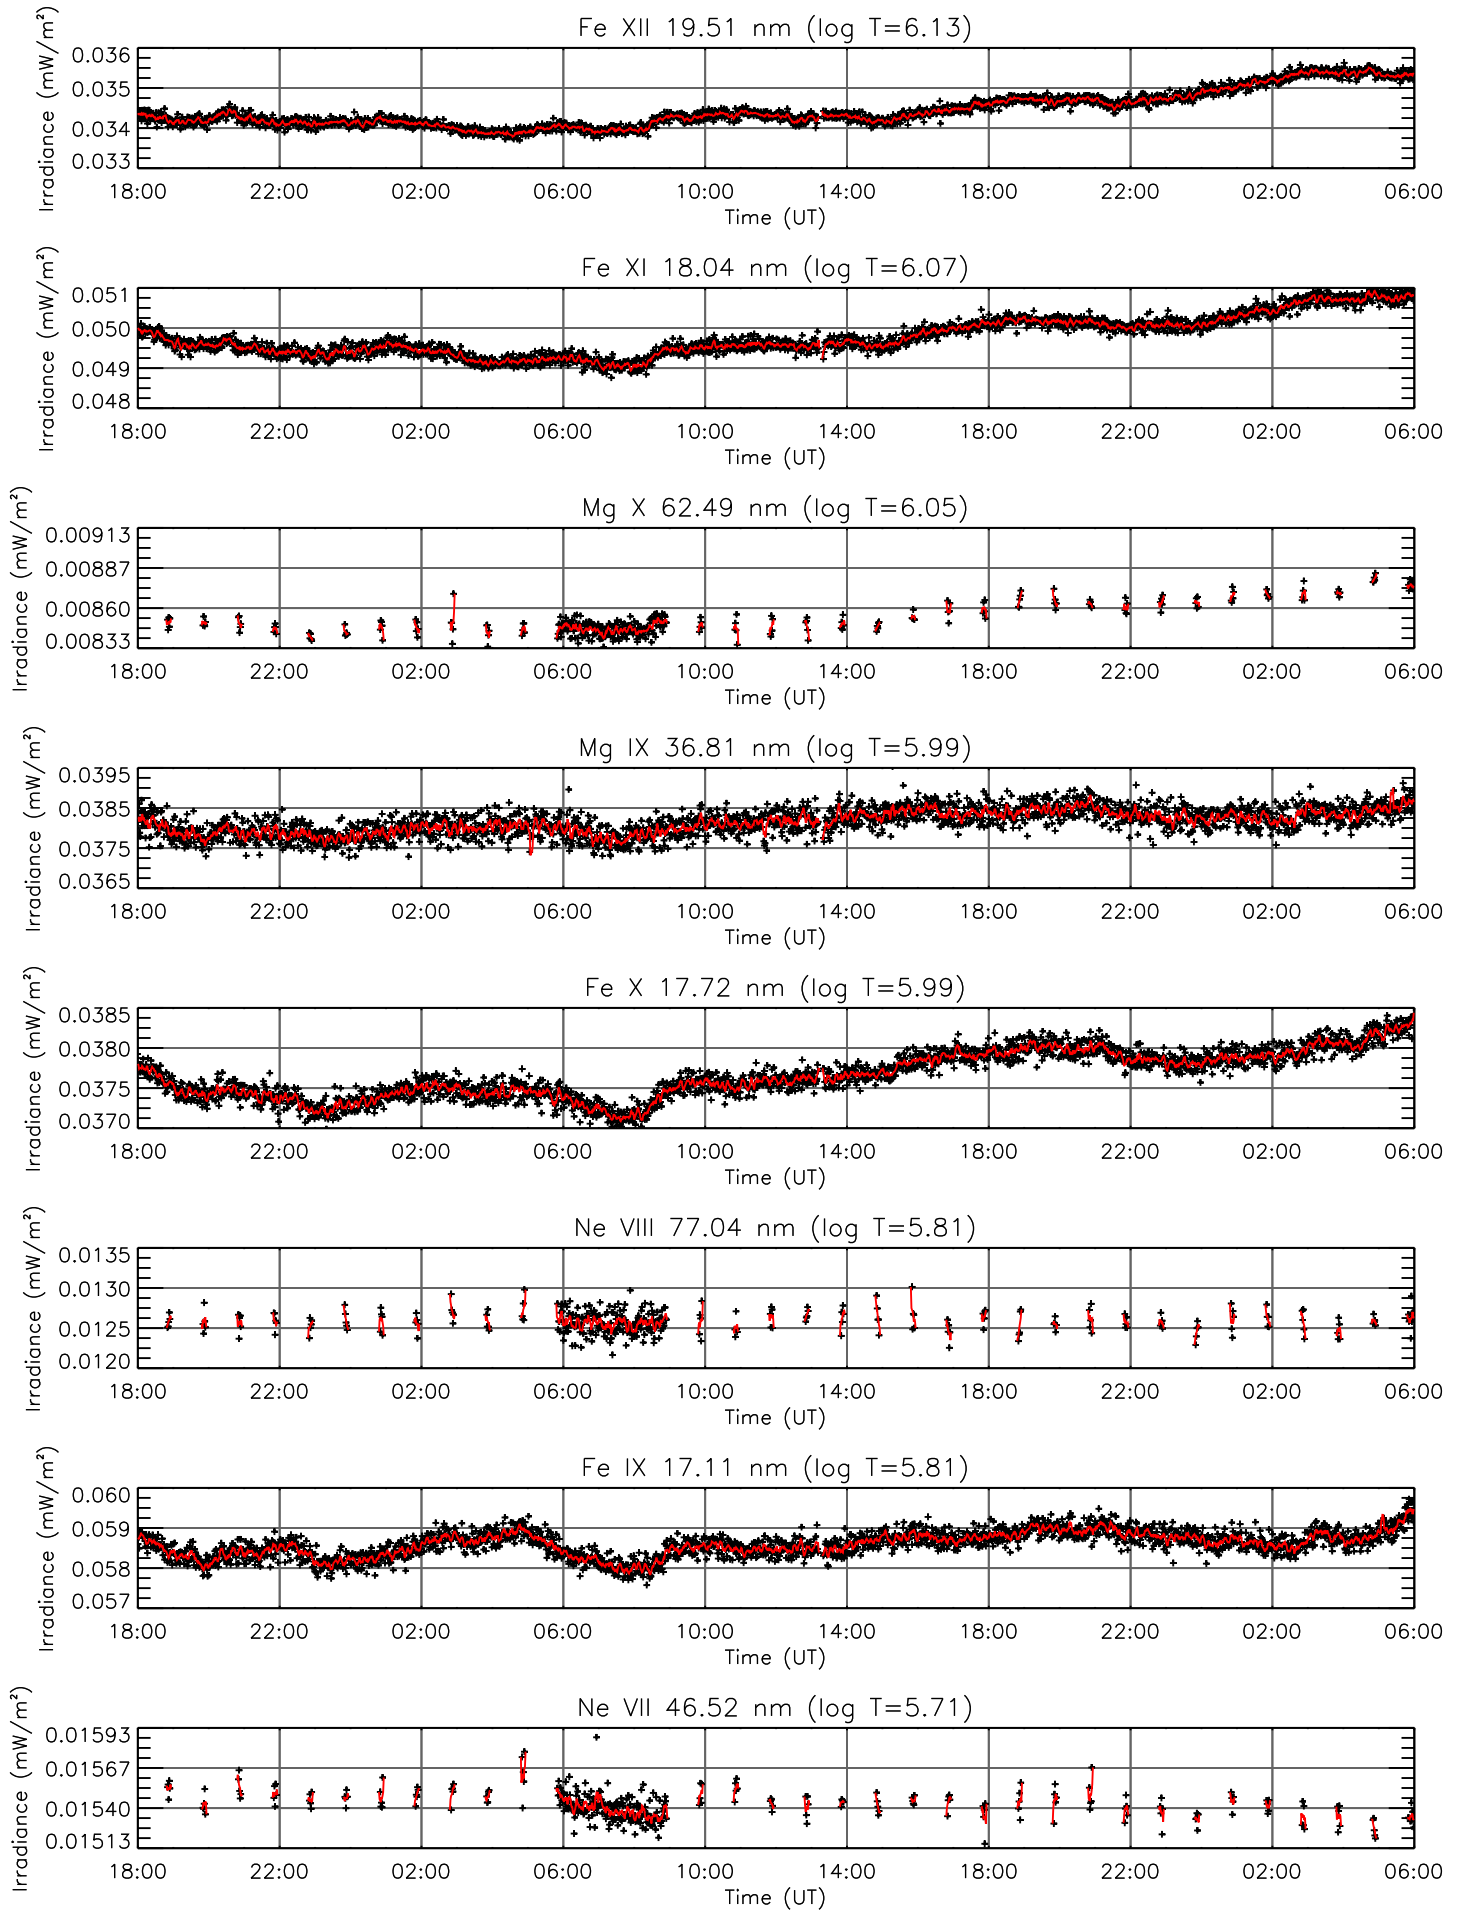 Fe XII 19.51 nm (log T=6.13)
Irradiance (mW/m²)
0.036
0.035
0.034
0.033
18:00 22:00 02:00 06:00 10:00 14:00 18:00 22:00 02:00 06:00
Time (UT)
Fe XI 18.04 nm (log T=6.07)
Irradiance (mW/m²)
0.051
0.050
0.049
0.048
18:00 22:00 02:00 06:00 10:00 14:00 18:00 22:00 02:00 06:00
Time (UT)
Mg X 62.49 nm (log T=6.05)
Irradiance (mW/m²)
0.00913
0.00887
0.00860
0.00833
18:00 22:00 02:00 06:00 10:00 14:00 18:00 22:00 02:00 06:00
Time (UT)
Mg IX 36.81 nm (log T=5.99)
Irradiance (mW/m²)
0.0395
0.0385
0.0375
0.0365
18:00 22:00 02:00 06:00 10:00 14:00 18:00 22:00 02:00 06:00
Time (UT)
Fe X 17.72 nm (log T=5.99)
Irradiance (mW/m²)
0.0385
0.0380
0.0375
0.0370
18:00 22:00 02:00 06:00 10:00 14:00 18:00 22:00 02:00 06:00
Time (UT)
Ne VIII 77.04 nm (log T=5.81)
Irradiance (mW/m²)
0.0135
0.0130
0.0125
0.0120
18:00 22:00 02:00 06:00 10:00 14:00 18:00 22:00 02:00 06:00
Time (UT)
Fe IX 17.11 nm (log T=5.81)
Irradiance (mW/m²)
0.060
0.059
0.058
0.057
18:00 22:00 02:00 06:00 10:00 14:00 18:00 22:00 02:00 06:00
Time (UT)
Ne VII 46.52 nm (log T=5.71)
Irradiance (mW/m²)
0.01593
0.01567
0.01540
0.01513
18:00 22:00 02:00 06:00 10:00 14:00 18:00 22:00 02:00 06:00
Time (UT)